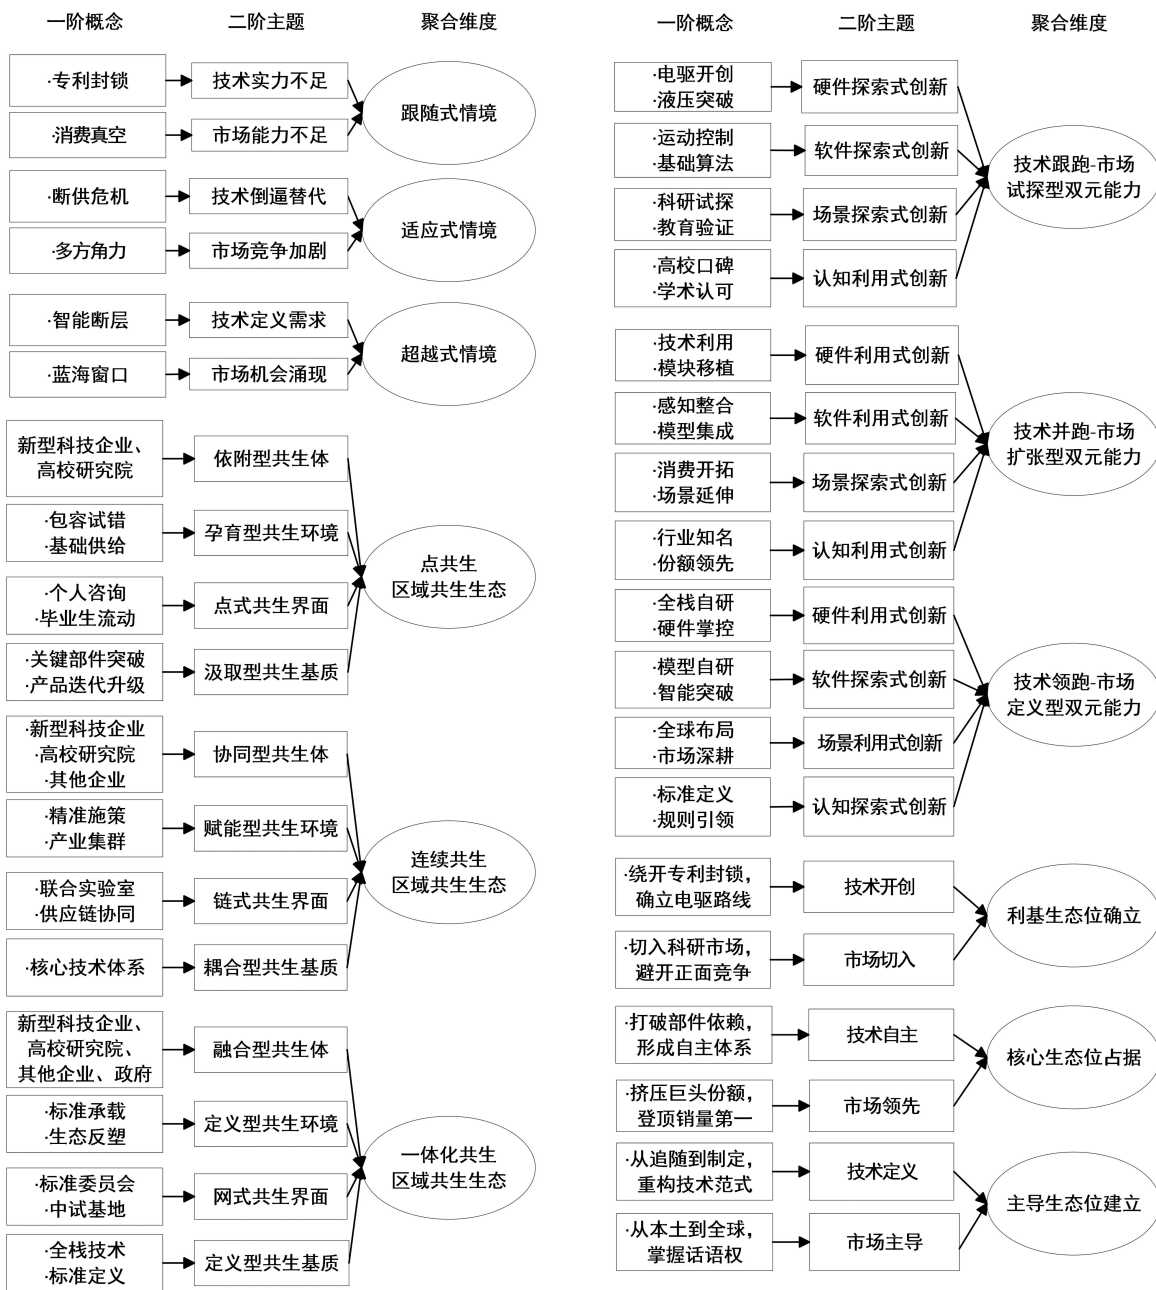 一阶概念
二阶主题
聚合维度
·专利封锁
技术实力不足
跟随式情境
·消费真空
市场能力不足
·断供危机
技术倒逼替代
适应式情境
·多方角力
市场竞争加剧
·智能断层
技术定义需求
超越式情境
·蓝海窗口
市场机会涌现
新型科技企业、
高校研究院
依附型共生体
·包容试错
·基础供给
孕育型共生环境
点共生
区域共生生态
·个人咨询
·毕业生流动
点式共生界面
·关键部件突破
·产品迭代升级
汲取型共生基质
·新型科技企业
·高校研究院
·其他企业
协同型共生体
·精准施策
·产业集群
赋能型共生环境
连续共生
区域共生生态
·联合实验室
·供应链协同
链式共生界面
·核心技术体系
耦合型共生基质
新型科技企业、
高校研究院、
其他企业、政府
融合型共生体
·标准承载
·生态反塑
定义型共生环境
一体化共生
区域共生生态
·标准委员会
·中试基地
网式共生界面
·全栈技术
·标准定义
定义型共生基质
一阶概念
二阶主题
聚合维度
·电驱开创
·液压突破
硬件探索式创新
·运动控制
·基础算法
软件探索式创新
技术跟跑-市场
试探型双元能力
·科研试探
·教育验证
场景探索式创新
·高校口碑
·学术认可
认知利用式创新
·技术利用
·模块移植
硬件利用式创新
·感知整合
·模型集成
软件利用式创新
技术并跑-市场
扩张型双元能力
·消费开拓
·场景延伸
场景探索式创新
·行业知名
·份额领先
认知利用式创新
·全栈自研
·硬件掌控
硬件利用式创新
·模型自研
·智能突破
软件探索式创新
技术领跑-市场
定义型双元能力
·全球布局
·市场深耕
场景利用式创新
·标准定义
·规则引领
认知探索式创新
·绕开专利封锁，
确立电驱路线
技术开创
利基生态位确立
·切入科研市场，
避开正面竞争
市场切入
·打破部件依赖，
形成自主体系
技术自主
核心生态位占据
·挤压巨头份额，
登顶销量第一
市场领先
·从追随到制定，
重构技术范式
技术定义
主导生态位建立
·从本土到全球，
掌握话语权
市场主导